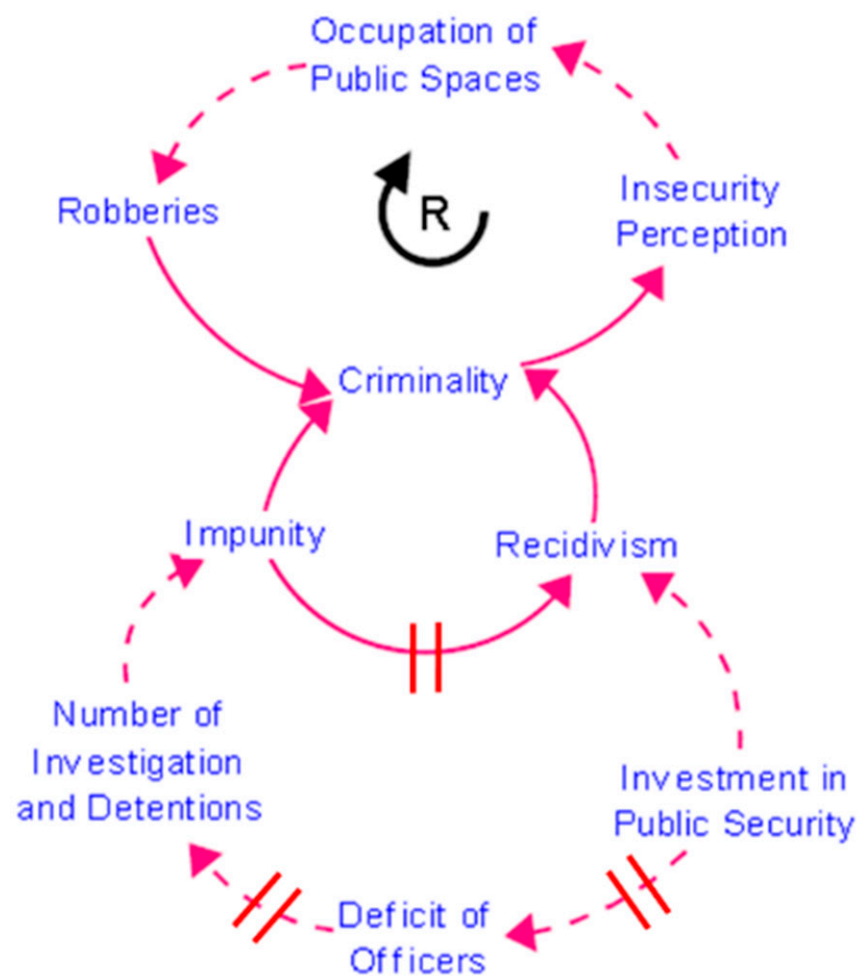 Occupation of
Public Spaces
Insecurity
Perception
Robberies
R
Criminality
Impunity
Recidivism
Number of
Investigation
and Detentions
Investment in
Public Security
Deficit of
Officers